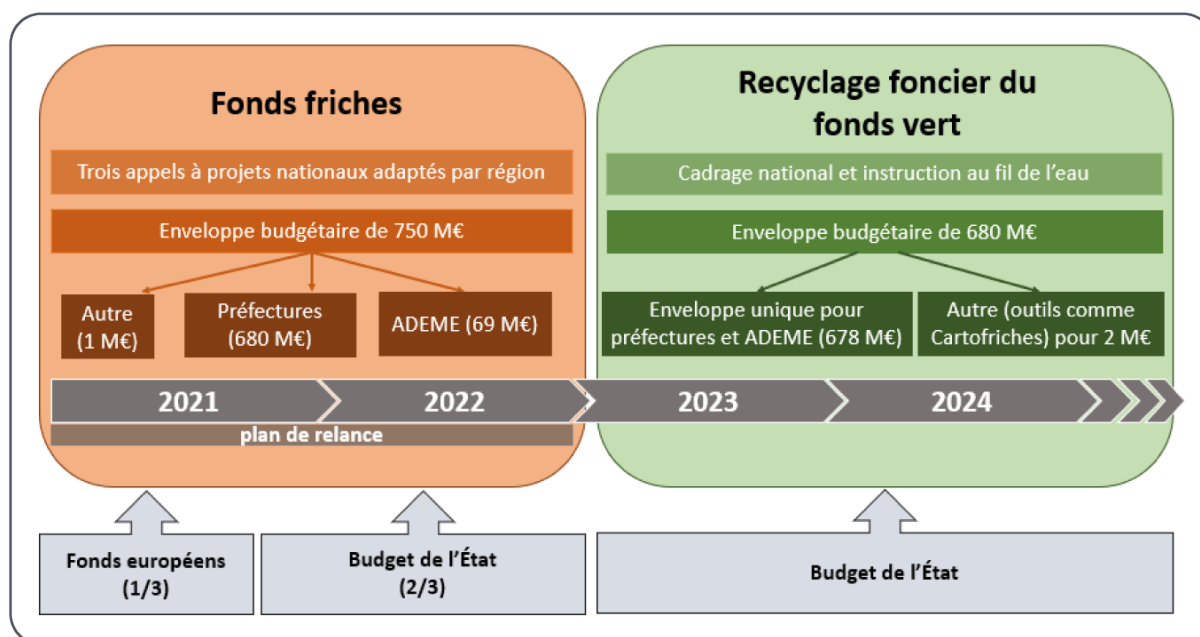 Fonds friches
Trois appels à projets nationaux adaptés par région
Enveloppe budgétaire de 750 M€
Autre
(1 M€)
Préfectures
(680 M€)
ADEME (69 M€)
Recyclage foncier du
fonds vert
Cadrage national et instruction au fil de l'eau
Enveloppe budgétaire de 680 M€
Enveloppe unique pour
préfectures et ADEME (678 M€)
Autre (outils comme
Cartofriches) pour 2 M€
2021
2022
2023
2024
plan de relance
Fonds européens
(1/3)
Budget de l'État
(2/3)
Budget de l'État